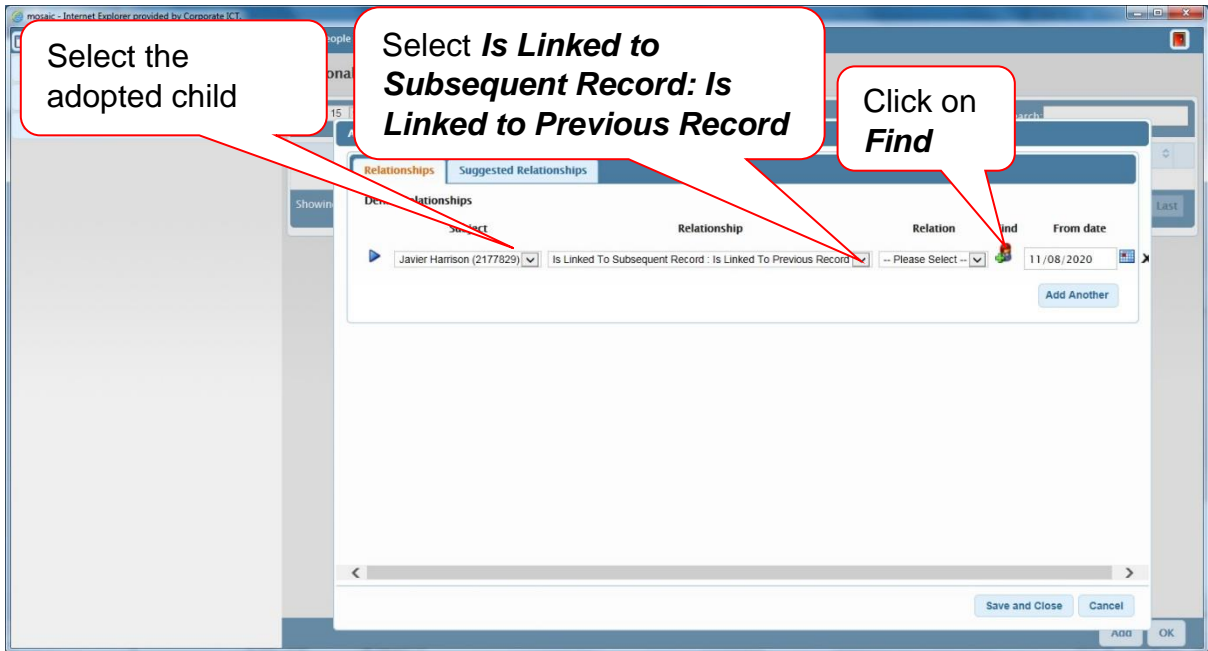 mosaic - Internet Explorer provided by Corporate ICT.
Select the
adopted child
Select Is Linked to
Subsequent Record: Is
Linked to Previous Record
Click on
Find
15
Relationships Suggested Relationships
Showin
Last
Subject Relationship Relation From date
Javier Harrison (2177829) Is Linked To Subsequent Record : Is Linked To Previous Record -- Please Select -- 11/08/2020 X
Add Another
Save and Close Cancel
Add OK